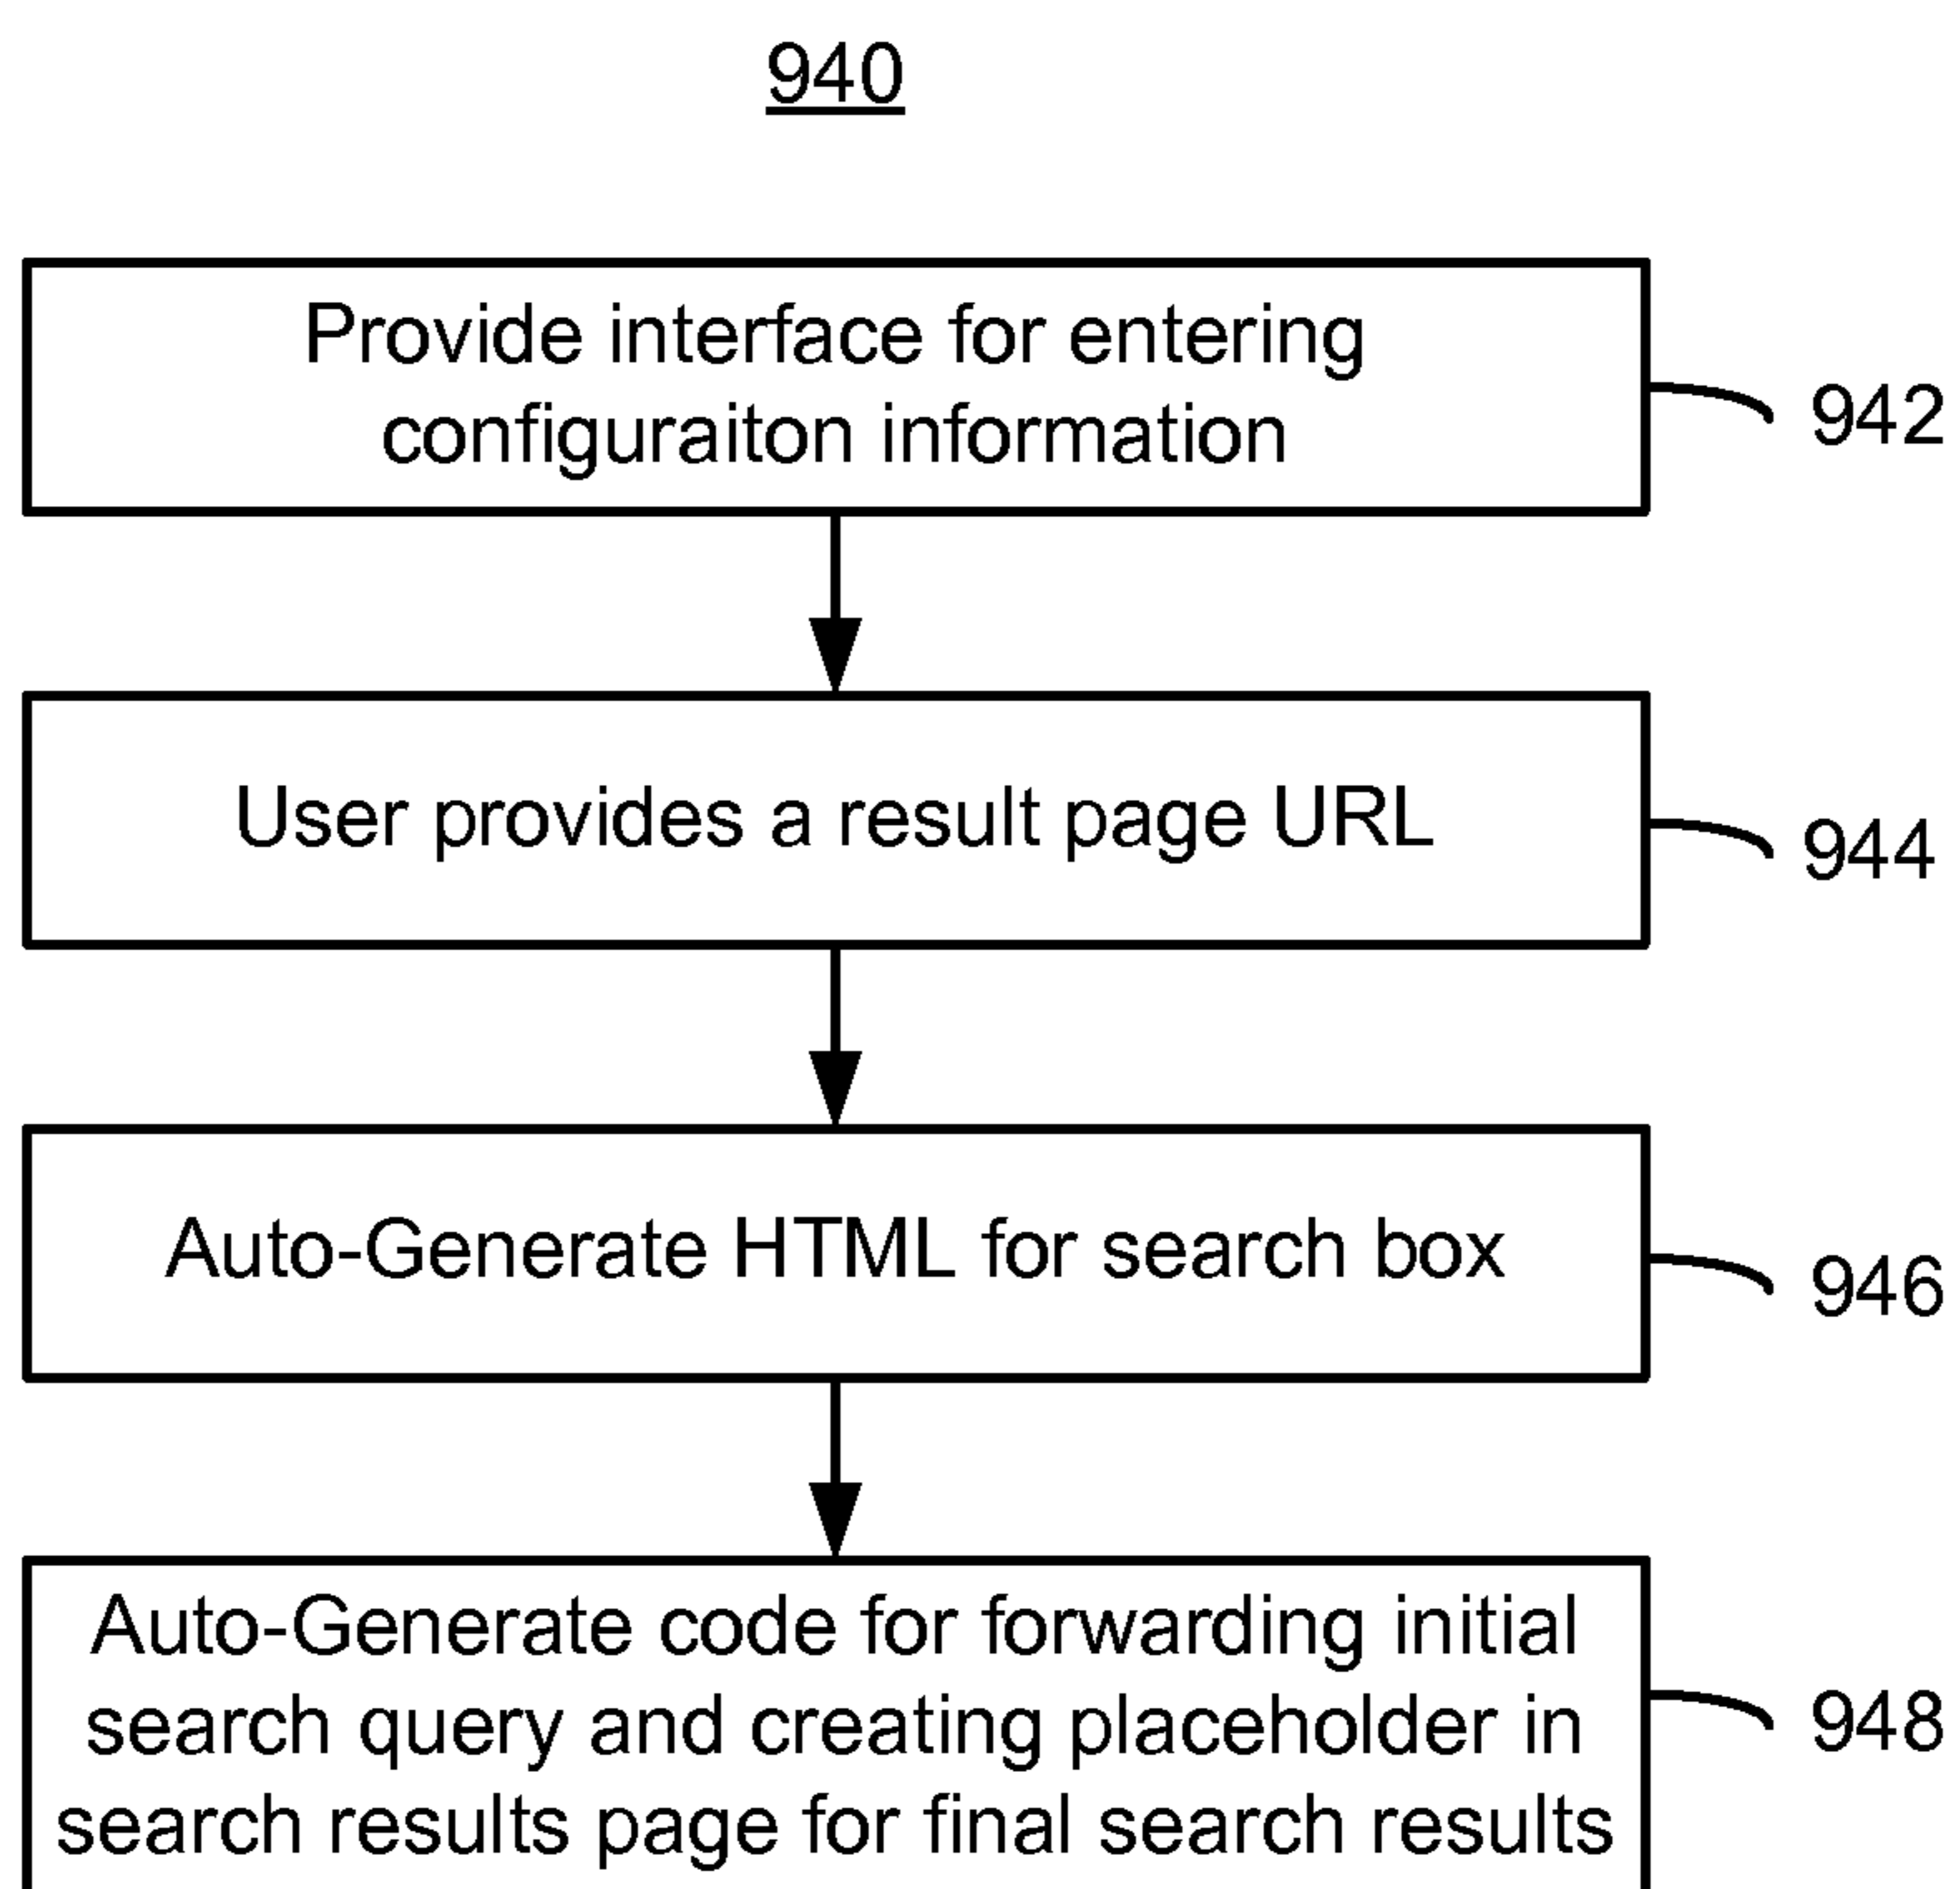 940
Provide interface for entering
configuraiton information
942
User provides a result page URL
944
Auto-Generate HTML for search box
946
Auto-Generate code for forwarding initial
search query and creating placeholder in
search results page for final search results
948